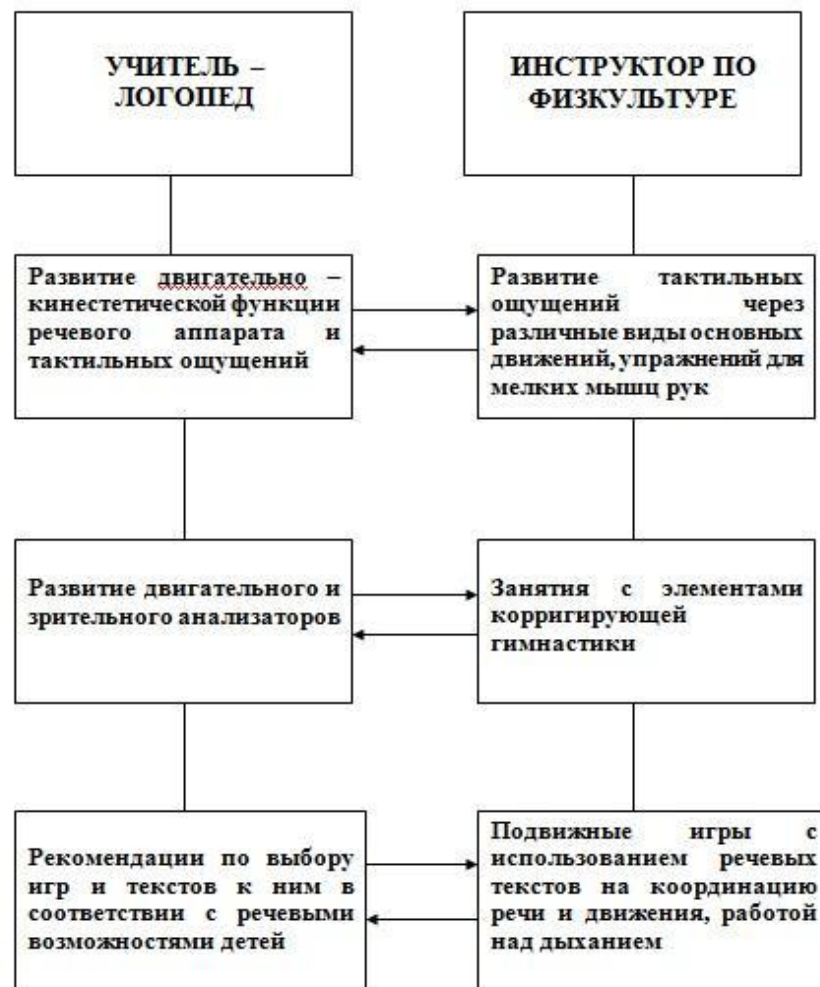 УЧИТЕЛЬ –
ЛОГОПЕД
ИНСТРУКТОР ПО
ФИЗКУЛЬТУРЕ
Развитие двигательно –
кинестетической функции
речевого аппарата и
тактильных ощущений
Развитие тактильных
ощущений через
различные виды основных
движений, упражнений для
мелких мышц рук
Развитие двигательного и
зрительного анализаторов
Занятия с элементами
корригирующей
гимнастики
Рекомендации по выбору
игр и текстов к ним в
соответствии с речевыми
возможностями детей
Подвижные игры с
использованием речевых
текстов на координацию
речи и движения, работой
над дыханием